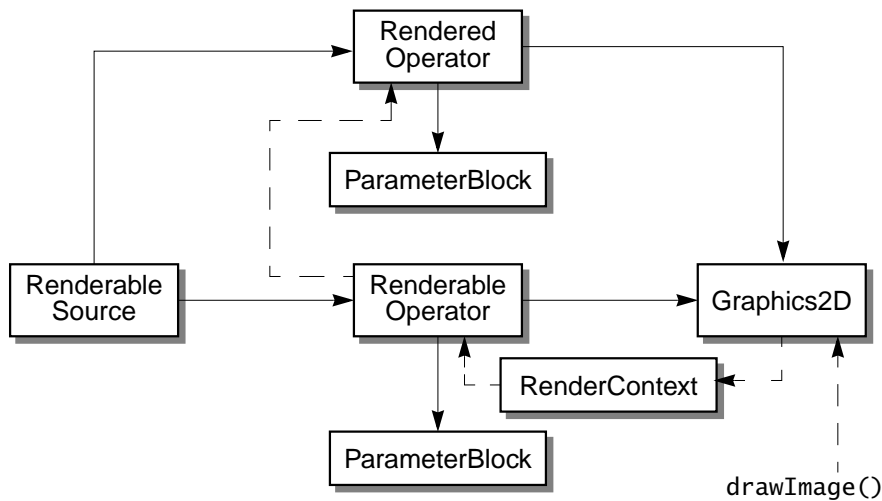 Rendered
Operator
ParameterBlock
Renderable
Source
Renderable
Operator
Graphics2D
RenderContext
ParameterBlock
drawImage()